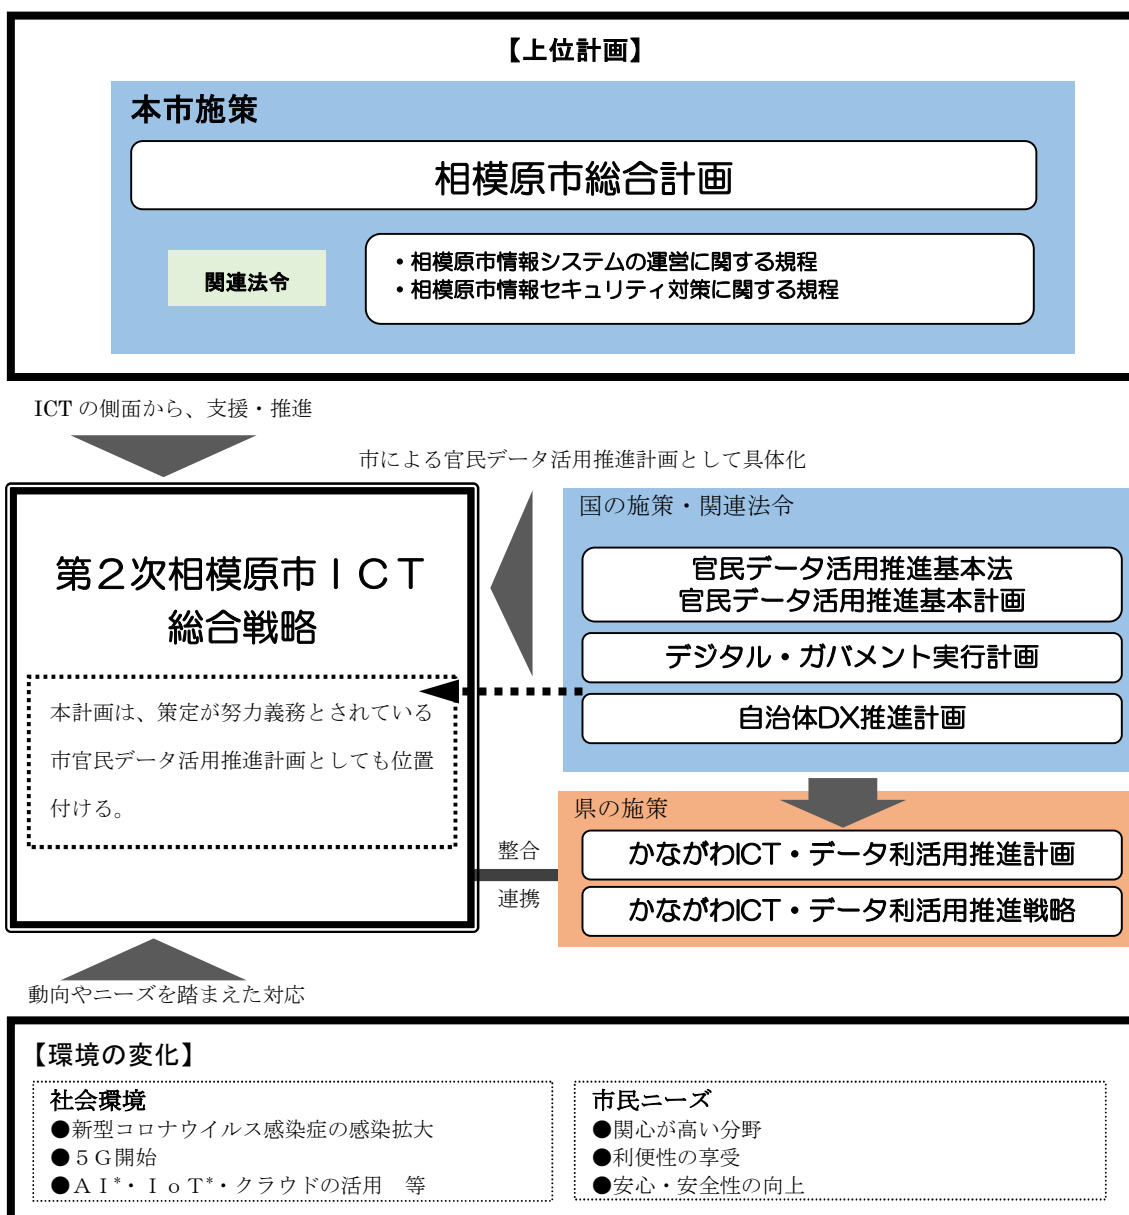 【上位計画】
本市施策
相模原市総合計画
関連法令
・相模原市情報システムの運営に関する規程
・相模原市情報セキュリティ対策に関する規程
ICT の側面から、支援・推進
市による官民データ活用推進計画として具体化
第２次相模原市ＩＣＴ
総合戦略
本計画は、策定が努力義務とされている
市官民データ活用推進計画としても位置
付ける。
国の施策・関連法令
官民データ活用推進基本法
官民データ活用推進基本計画
デジタル・ガバメント実行計画
自治体DX推進計画
県の施策
かながわICT・データ利活用推進計画
かながわICT・データ利活用推進戦略
整合
連携
動向やニーズを踏まえた対応
【環境の変化】
社会環境
●新型コロナウイルス感染症の感染拡大
●５Ｇ開始
●ＡＩ*・ＩｏＴ*・クラウドの活用　等
市民ニーズ
●関心が高い分野
●利便性の享受
●安心・安全性の向上